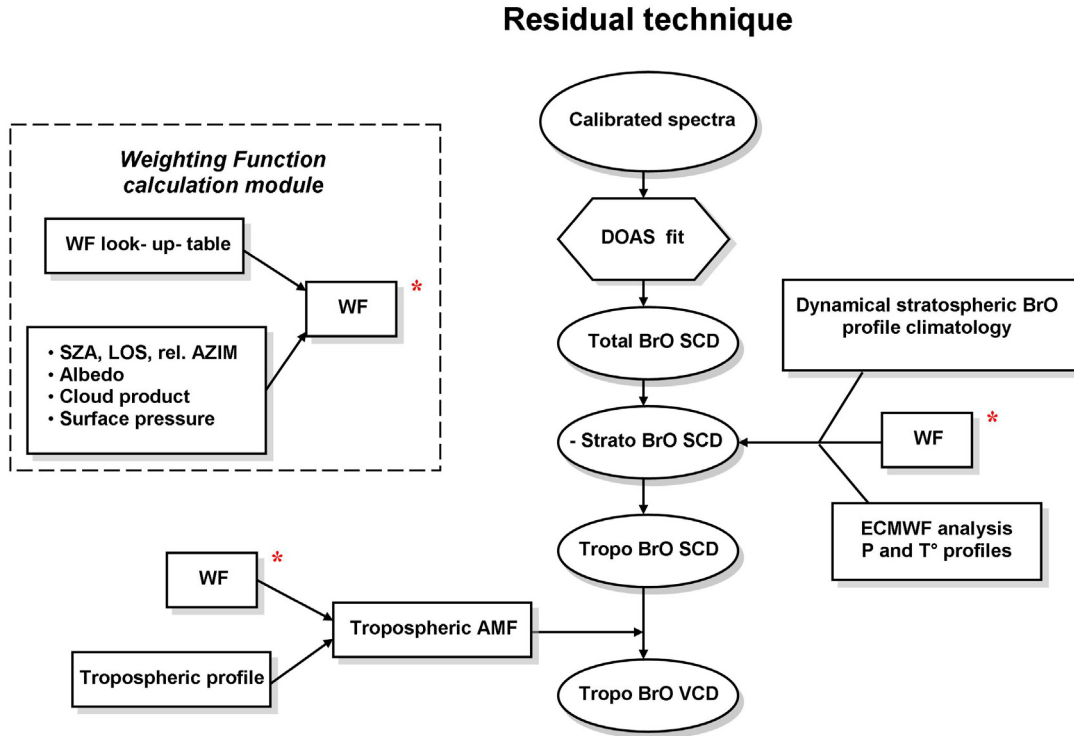 Residual technique
Calibrated spectra
Weighting Function
calculation module
WF look- up- table
WF
*
• SZA, LOS, rel. AZIM
• Albedo
• Cloud product
• Surface pressure
DOAS fit
Total BrO SCD
Dynamical stratospheric BrO
profile climatology
- Strato BrO SCD
WF
*
ECMWF analysis
P and T° profiles
Tropo BrO SCD
WF
*
Tropospheric AMF
Tropospheric profile
Tropo BrO VCD